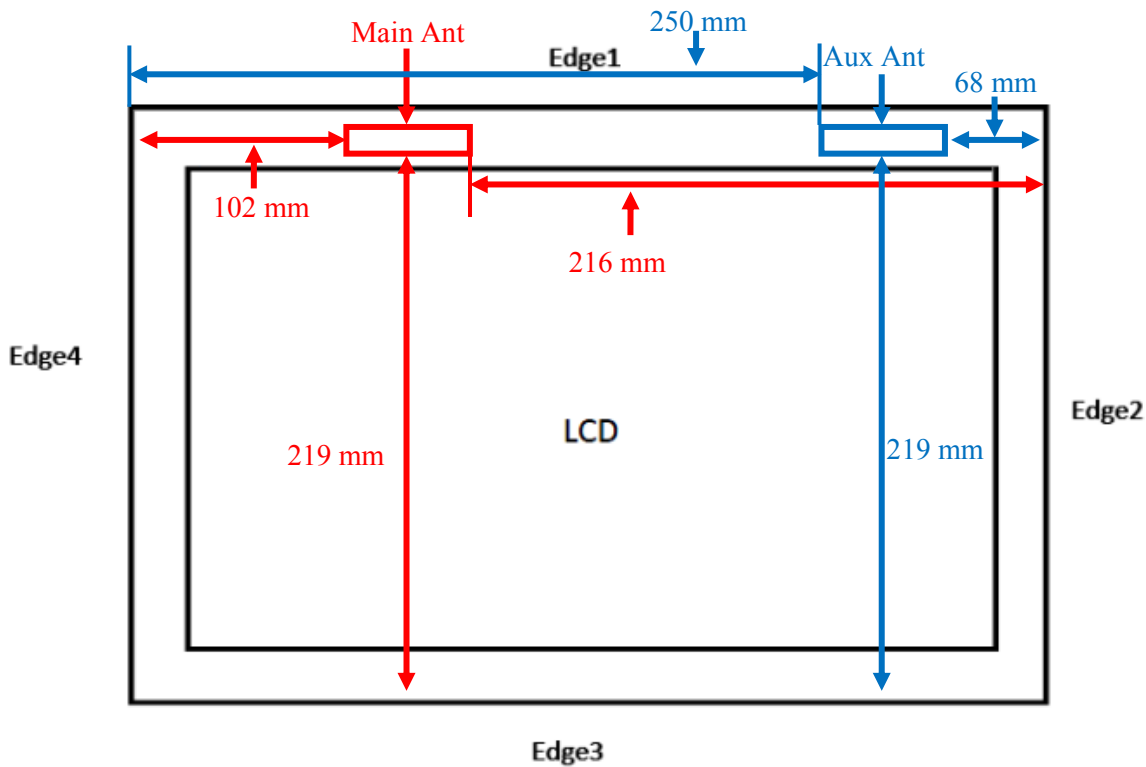 250 mm
Main Ant
Edge1
Aux Ant
68 mm
102 mm
216 mm
Edge4
Edge2
LCD
219 mm
219 mm
Edge3